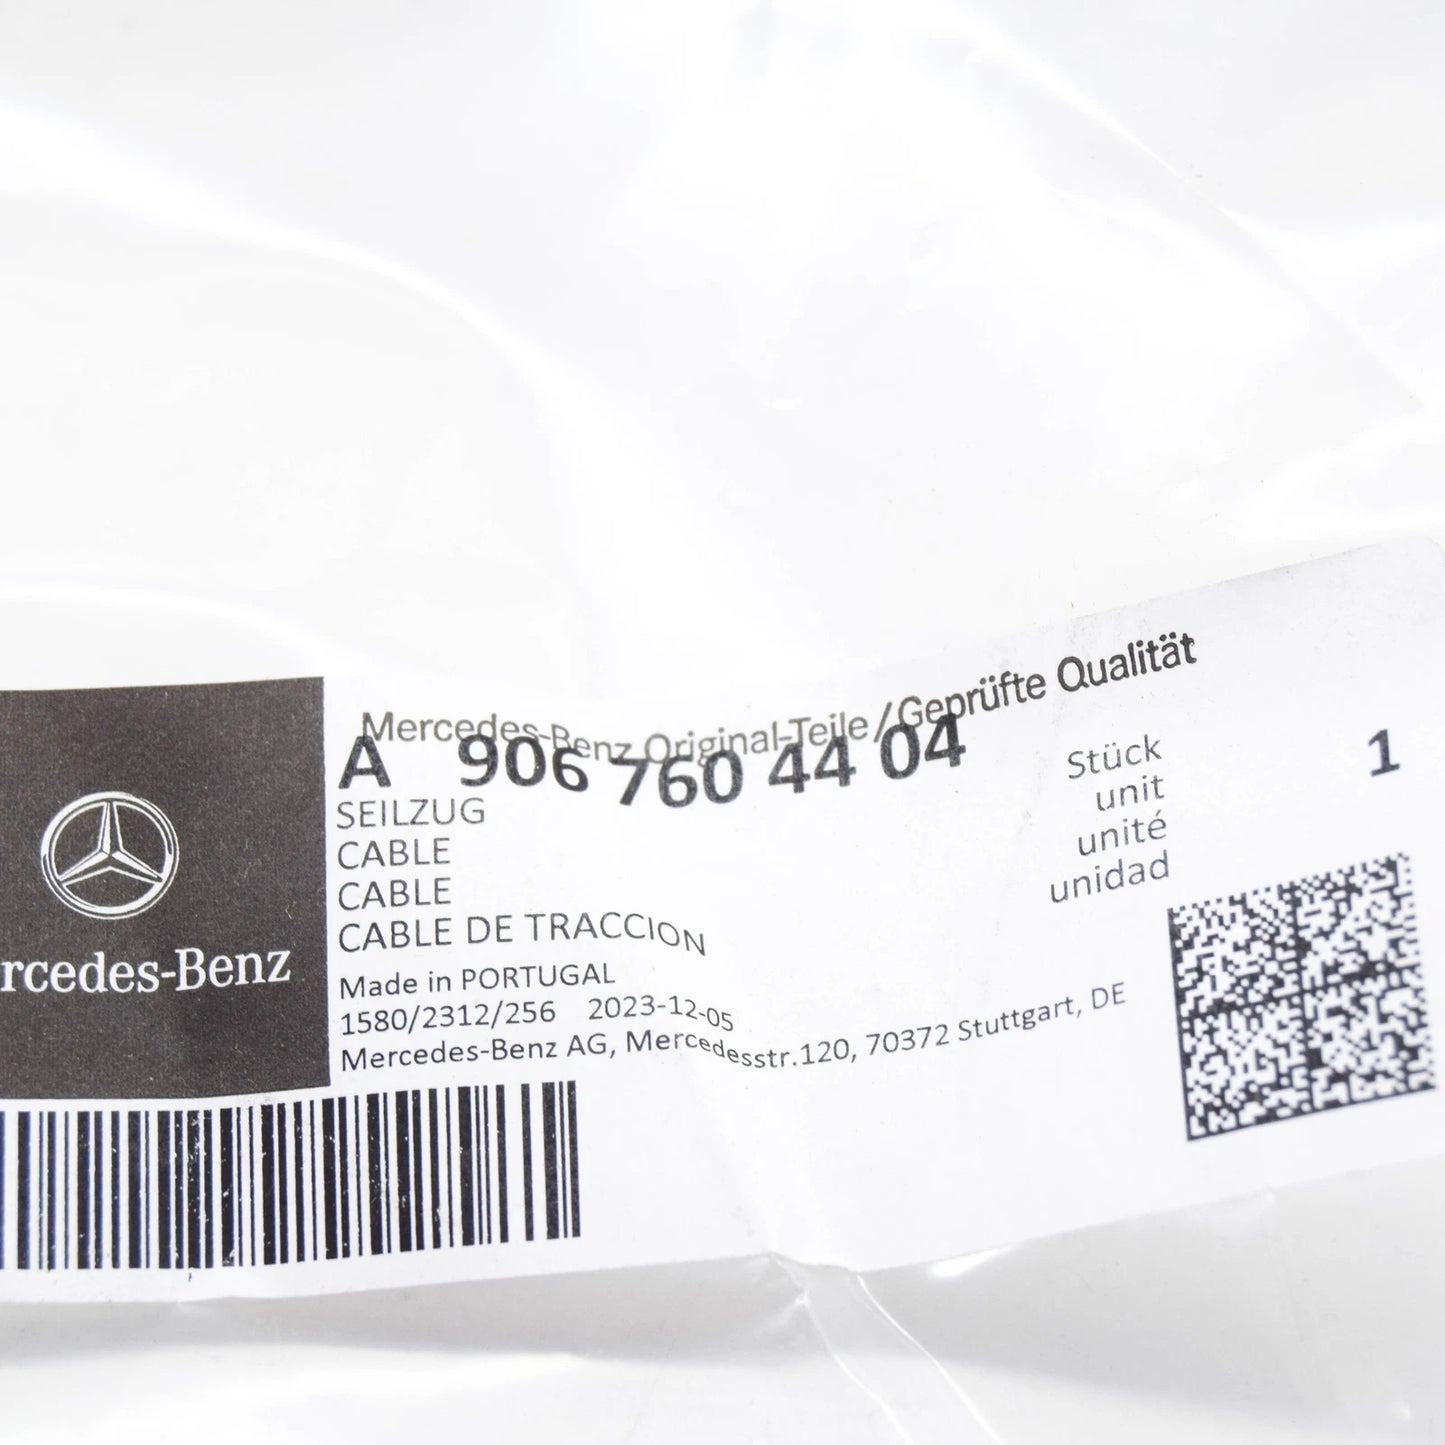 Mercedes-Benz Original-Teile/Geprüfte Qualität
A 906 760 44 04
SEILZUG
CABLE
CABLE
CABLE DE TRACCION
Made in PORTUGAL
1580/2312/256 2023-12-05
Mercedes-Benz AG, Mercedesstr.120, 70372 Stuttgart, DE
Stück
unit
unité
unidad
1
rcedes-Benz